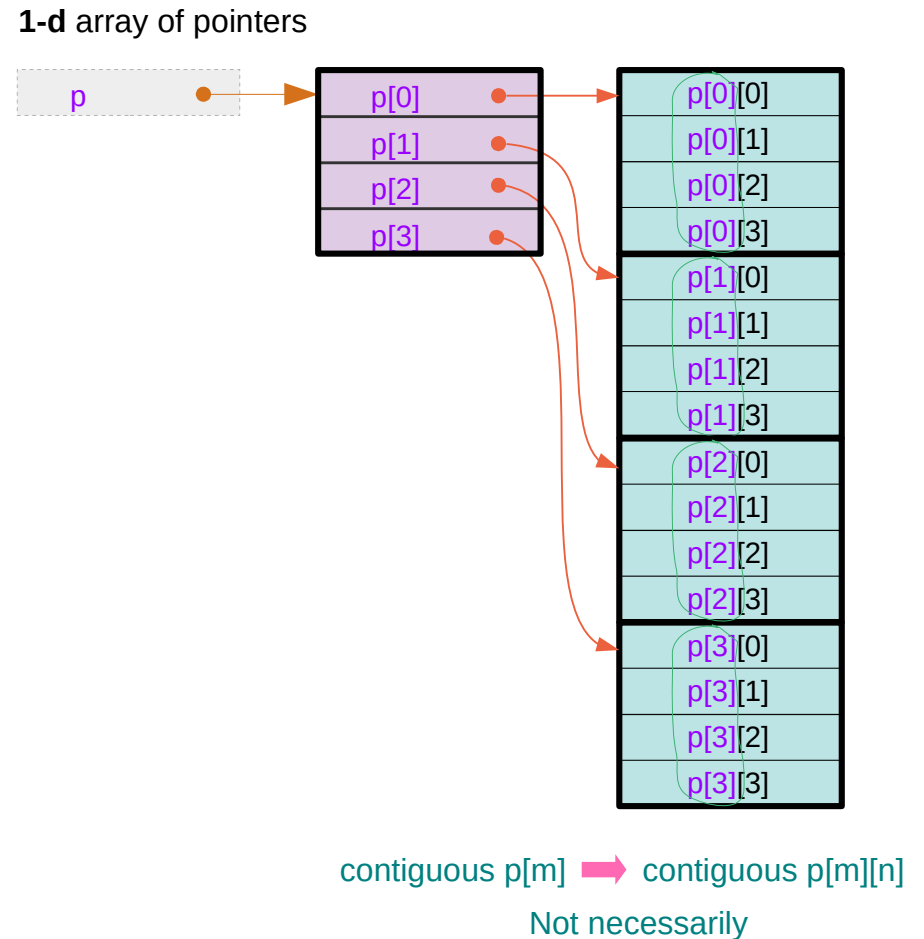 1-d array of pointers
p
p[0]
p[1]
p[2]
p[3]
p[0][0]
p[0][1]
p[0][2]
p[0][3]
p[1][0]
p[1][1]
p[1][2]
p[1][3]
p[2][0]
p[2][1]
p[2][2]
p[2][3]
p[3][0]
p[3][1]
p[3][2]
p[3][3]
contiguous p[m] contiguous p[m][n]
Not necessarily